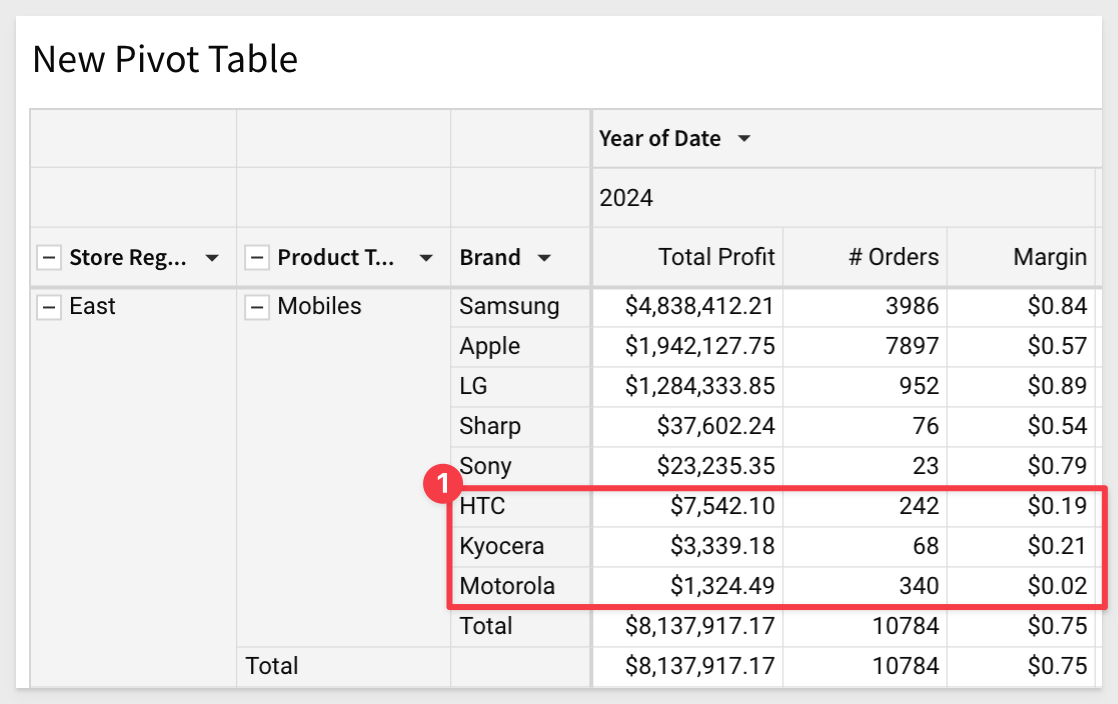 New Pivot Table
Year of Date
2024
Store Reg... Product T... Brand Total Profit # Orders Margin
East Mobiles Samsung $4,838,412.21 3986 $0.84
Apple $1,942,127.75 7897 $0.57
LG $1,284,333.85 952 $0.89
Sharp $37,602.24 76 $0.54
Sony $23,235.35 23 $0.79
1
HTC $7,542.10 242 $0.19
Kyocera $3,339.18 68 $0.21
Motorola $1,324.49 340 $0.02
Total $8,137,917.17 10784 $0.75
Total $8,137,917.17 10784 $0.75